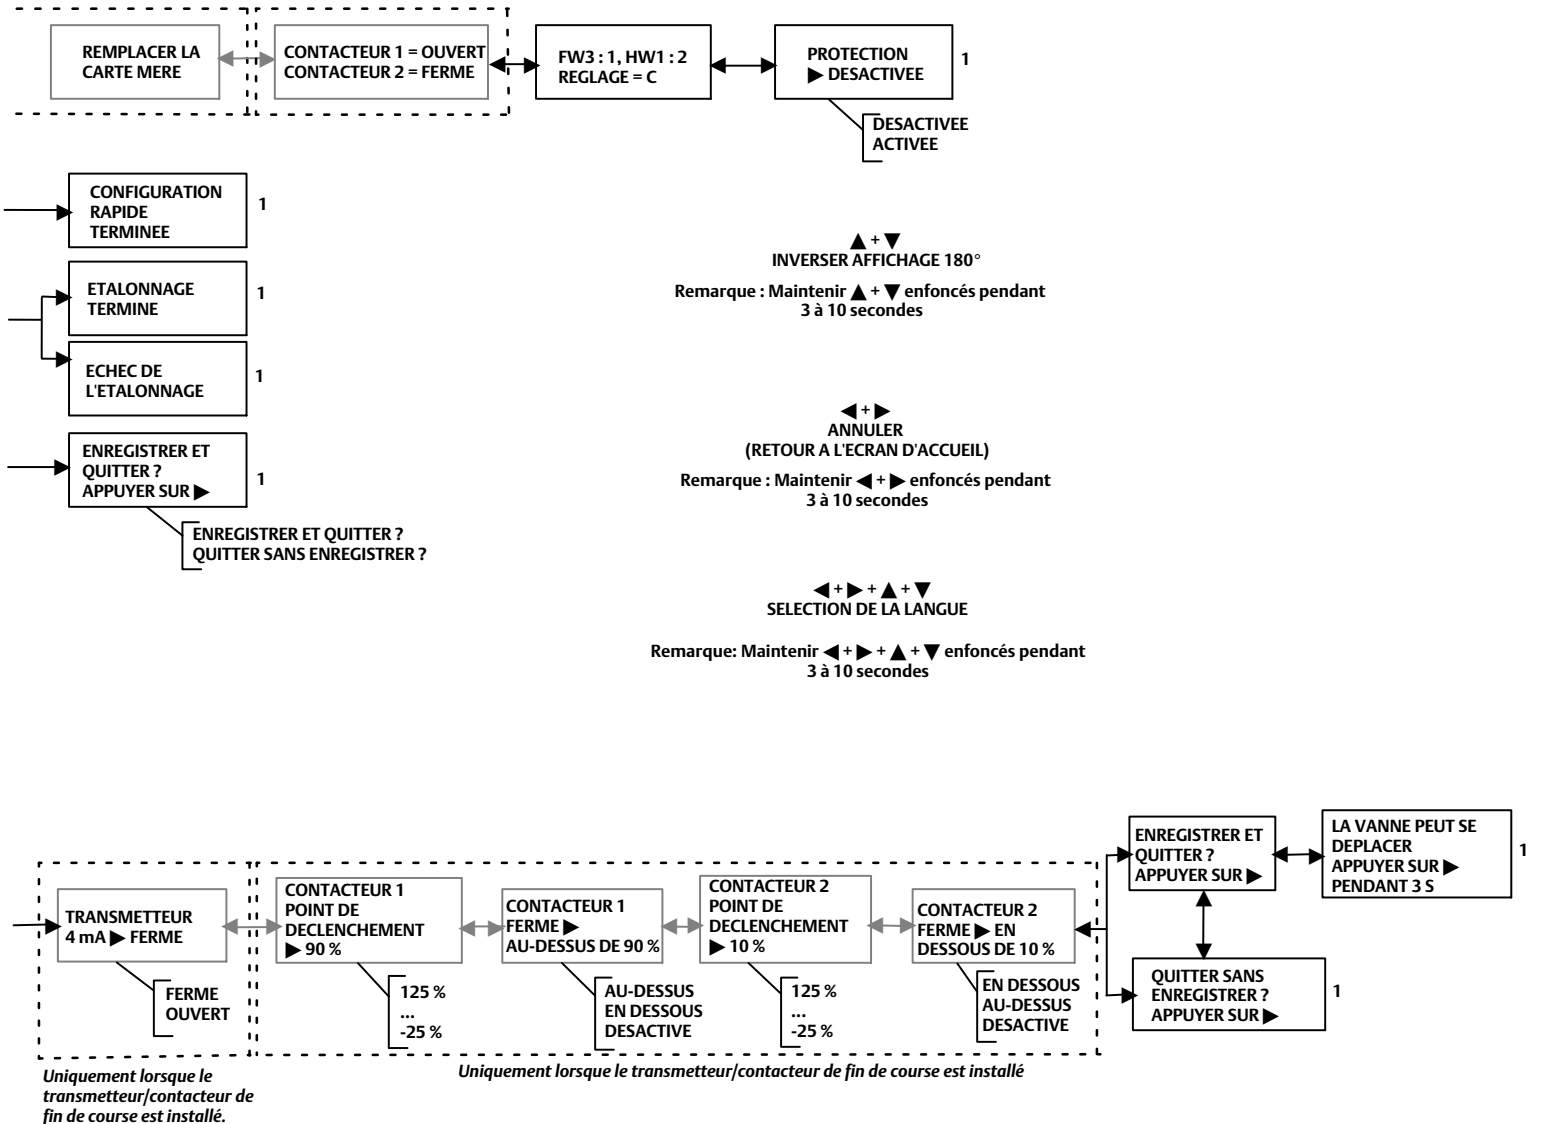 REMPLACER LA
CARTE MERE
CONTACTEUR 1 = OUVERT
CONTACTEUR 2 = FERME
FW3 : 1, HW1 : 2
REGLAGE = C
PROTECTION
▶ DESACTIVEE
1
DESACTIVEE
ACTIVEE
CONFIGURATION
RAPIDE
TERMINEE
1
ETALONNAGE
TERMINE
1
ECHEC DE
L'ETALONNAGE
1
ENREGISTRER ET
QUITTER ?
APPUYER SUR ▶
1
ENREGISTRER ET QUITTER ?
QUITTER SANS ENREGISTRER ?
▲ + ▼
INVERSER AFFICHAGE 180°
Remarque : Maintenir ▲ + ▼ enfoncés pendant
3 à 10 secondes
◀ + ▶
ANNULER
(RETOUR A L'ECRAN D'ACCUEIL)
Remarque : Maintenir ◀ + ▶ enfoncés pendant
3 à 10 secondes
◀ + ▶ + ▲ + ▼
SELECTION DE LA LANGUE
Remarque: Maintenir ◀ + ▶ + ▲ + ▼ enfoncés pendant
3 à 10 secondes
TRANSMETTEUR
4 mA ▶ FERME
FERME
OUVERT
Uniquement lorsque le
transmetteur/contacteur de
fin de course est installé.
CONTACTEUR 1
POINT DE
DECLENCHEMENT
▶ 90 %
125 %
...
-25 %
CONTACTEUR 1
FERME ▶
AU-DESSUS DE 90 %
AU-DESSUS
EN DESSOUS
DESACTIVE
CONTACTEUR 2
POINT DE
DECLENCHEMENT
▶ 10 %
125 %
...
-25 %
CONTACTEUR 2
FERME ▶ EN
DESSOUS DE 10 %
EN DESSOUS
AU-DESSUS
DESACTIVE
Uniquement lorsque le transmetteur/contacteur de fin de course est installé
ENREGISTRER ET
QUITTER ?
APPUYER SUR ▶
LA VANNE PEUT SE
DEPLACER
APPUYER SUR ▶
PENDANT 3 S
1
QUITTER SANS
ENREGISTRER ?
APPUYER SUR ▶
1